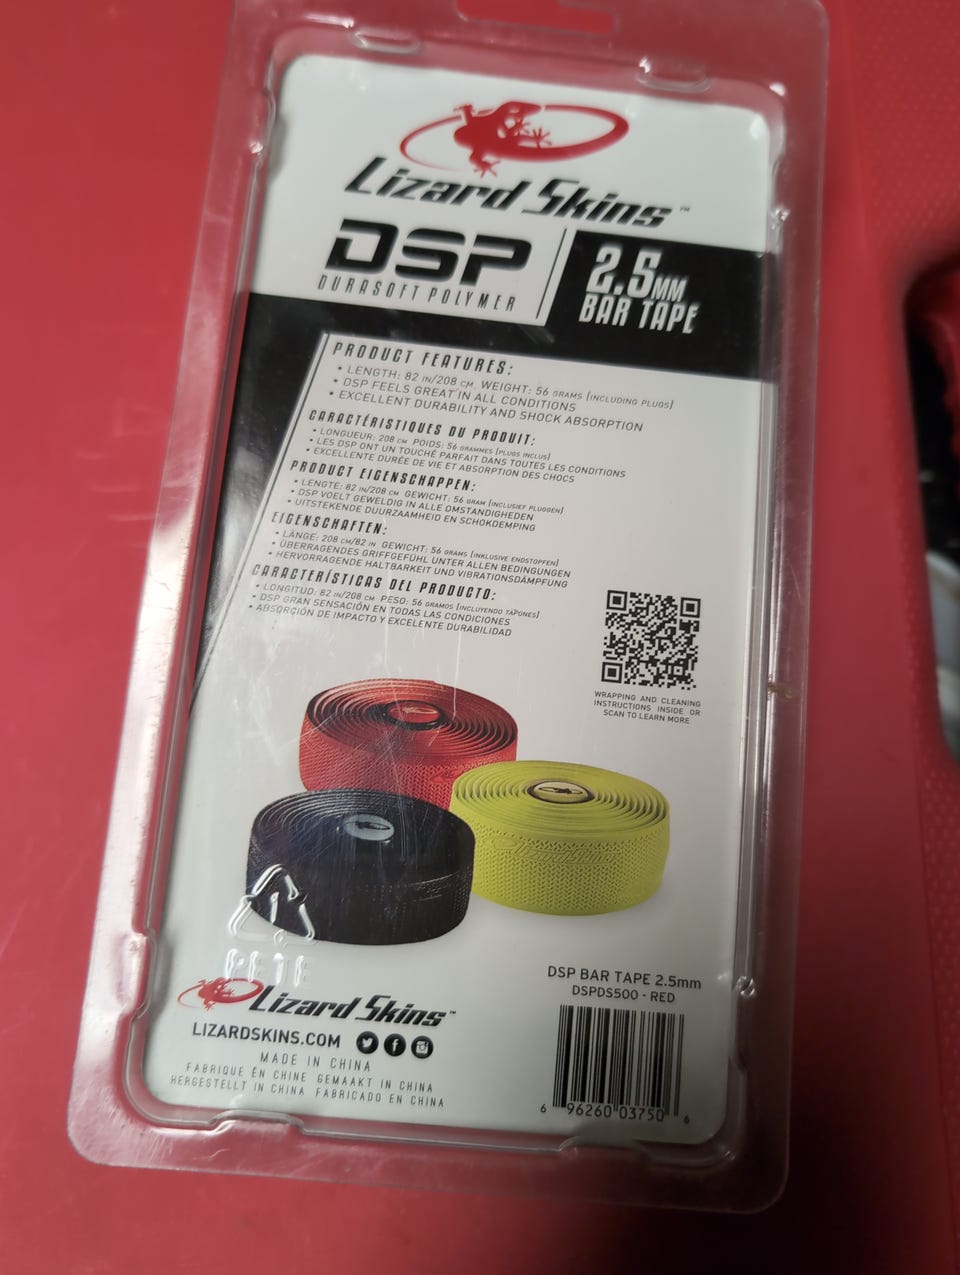 Lizard Skins™
DSP
DURASOFT POLYMER
2.5MM
BAR TAPE
PRODUCT FEATURES:
• LENGTH: 82 IN/208 CM WEIGHT: 56 GRAMS (INCLUDING PLUGS)
• DSP FEELS GREAT IN ALL CONDITIONS
• EXCELLENT DURABILITY AND SHOCK ABSORPTION
CARACTÉRISTIQUES DU PRODUIT:
• LONGUEUR: 208 CM POIDS: 56 GRAMMES (PLUGS INCLUS)
• LES DSP ONT UN TOUCHÉ PARFAIT DANS TOUTES LES CONDITIONS
• EXCELLENTE DURÉE DE VIE ET ABSORPTION DES CHOCS
PRODUCT EIGENSCHAPPEN:
• LENGTE: 82 IN/208 CM GEWICHT: 56 GRAM (INCLUSIEF PLUGGEN)
• DSP VOELT GEWELDIG IN ALLE OMSTANDIGHEDEN
• UITSTEKENDE DUURZAAMHEID EN SCHOKDEMPING
EIGENSCHAFTEN:
• LÄNGE: 208 CM/82 IN GEWICHT: 56 GRAMS (INKLUSIVE ENDSTOPFEN)
• ÜBERRAGENDES GRIFFGEFÜHL UNTER ALLEN BEDINGUNGEN
• HERVORRAGENDE HALTBARKEIT UND VIBRATIONSDÄMPFUNG
CARACTERÍSTICAS DEL PRODUCTO:
• LONGITUD: 82 IN/208 CM PESO: 56 GRAMOS (INCLUYENDO TAPONES)
• DSP GRAN SENSACIÓN EN TODAS LAS CONDICIONES
• ABSORCIÓN DE IMPACTO Y EXCELENTE DURABILIDAD
WRAPPING AND CLEANING
INSTRUCTIONS INSIDE OR
SCAN TO LEARN MORE
Lizard Skins
1
PETE
Lizard Skins™
LIZARDSKINS.COM
MADE IN CHINA
FABRIQUE ÉN CHINE GEMAAKT IN CHINA
HERGESTELLT IN CHINA FABRICADO EN CHINA
DSP BAR TAPE 2.5mm
DSPDS500 - RED
6 96260 03750 6